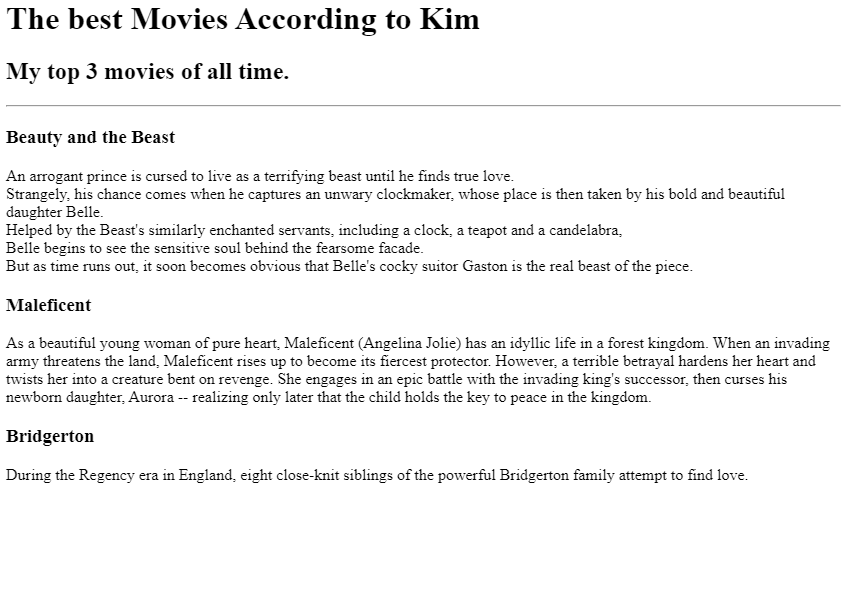 The best Movies According to Kim
My top 3 movies of all time.
Beauty and the Beast
An arrogant prince is cursed to live as a terrifying beast until he finds true love.
Strangely, his chance comes when he captures an unwary clockmaker, whose place is then taken by his bold and beautiful
daughter Belle.
Helped by the Beast's similarly enchanted servants, including a clock, a teapot and a candelabra,
Belle begins to see the sensitive soul behind the fearsome facade.
But as time runs out, it soon becomes obvious that Belle's cocky suitor Gaston is the real beast of the piece.
Maleficent
As a beautiful young woman of pure heart, Maleficent (Angelina Jolie) has an idyllic life in a forest kingdom. When an invading
army threatens the land, Maleficent rises up to become its fiercest protector. However, a terrible betrayal hardens her heart and
twists her into a creature bent on revenge. She engages in an epic battle with the invading king's successor, then curses his
newborn daughter, Aurora -- realizing only later that the child holds the key to peace in the kingdom.
Bridgerton
During the Regency era in England, eight close-knit siblings of the powerful Bridgerton family attempt to find love.